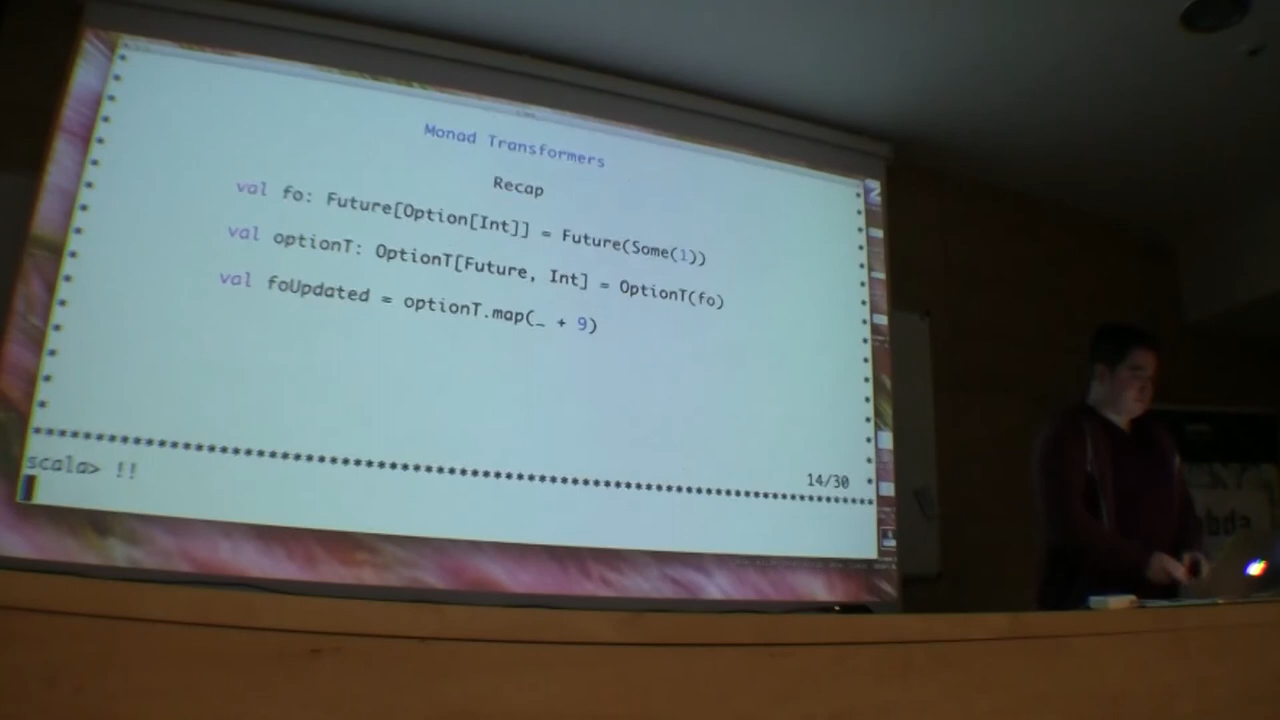 Monad Transformers
Recap
val fo: Future[Option[Int]] = Future(Some(1))
val optionT: OptionT[Future, Int] = OptionT(fo)
val foUpdated = optionT.map(_ + 9)
14/30
scala> !!